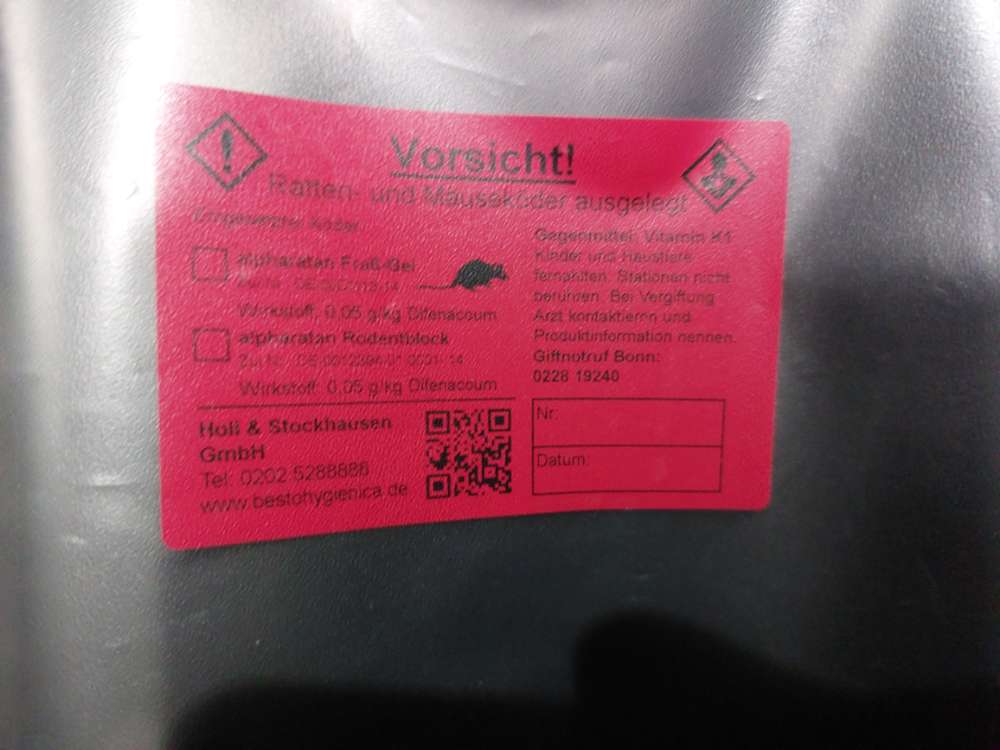 Vorsicht!
Ratten- und Mäuseköder ausgelegt
Eingesetzter Köder
alpharatan Fraß-Gel
Wirkstoff: 0,05 g/kg Difenacoum
alpharatan Rodentblock
Wirkstoff: 0,05 g/kg Difenacoum
Gegenmittel: Vitamin K1
Kinder und Haustiere
fernhalten. Stationen nicht
berühren. Bei Vergiftung
Arzt kontaktieren und
Produktinformation nennen.
Giftnotruf Bonn:
0228 19240
Holl & Stockhausen
GmbH
Tel: 0202 5288888
www.bestohygienica.de
Nr:
Datum: